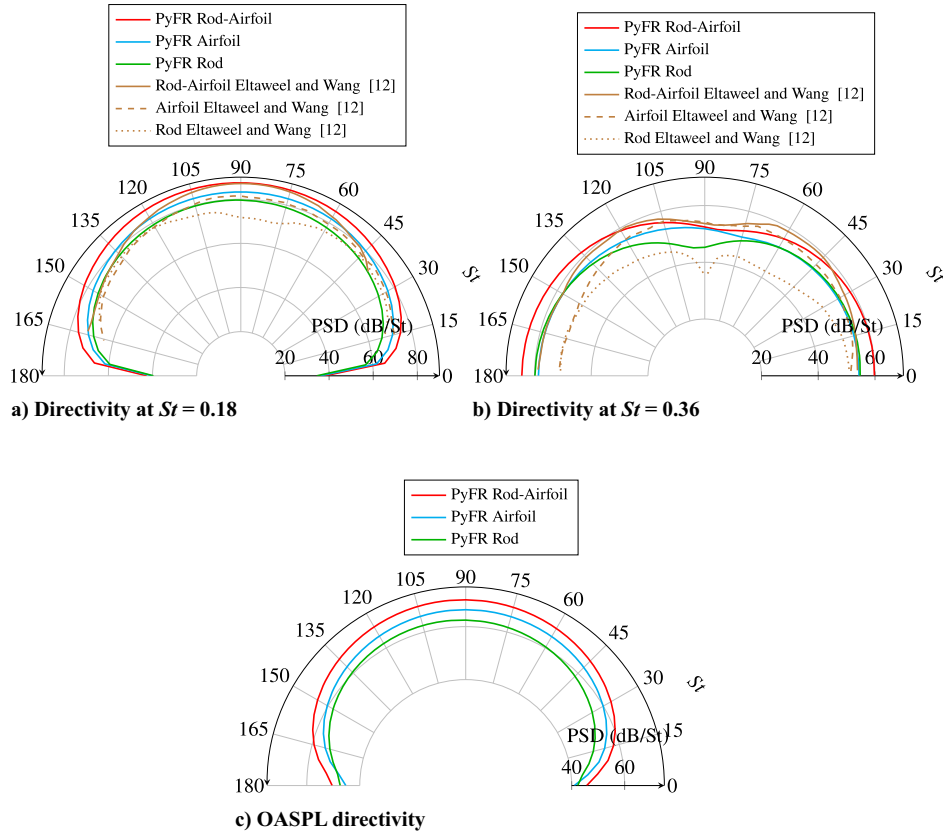 PyFR Rod-Airfoil
PyFR Airfoil
PyFR Rod
Rod-Airfoil Eltaweel and Wang [12]
Airfoil Eltaweel and Wang [12]
Rod Eltaweel and Wang [12]
0
15
30
45
60
75
90
105
120
135
150
165
180
St
PSD (dB/St)
20
40
60
80
a) Directivity at St = 0.18
PyFR Rod-Airfoil
PyFR Airfoil
PyFR Rod
Rod-Airfoil Eltaweel and Wang [12]
Airfoil Eltaweel and Wang [12]
Rod Eltaweel and Wang [12]
0
15
30
45
60
75
90
105
120
135
150
165
180
St
PSD (dB/St)
20
40
60
b) Directivity at St = 0.36
PyFR Rod-Airfoil
PyFR Airfoil
PyFR Rod
0
15
30
45
60
75
90
105
120
135
150
165
180
St
PSD (dB/St)
40
60
c) OASPL directivity